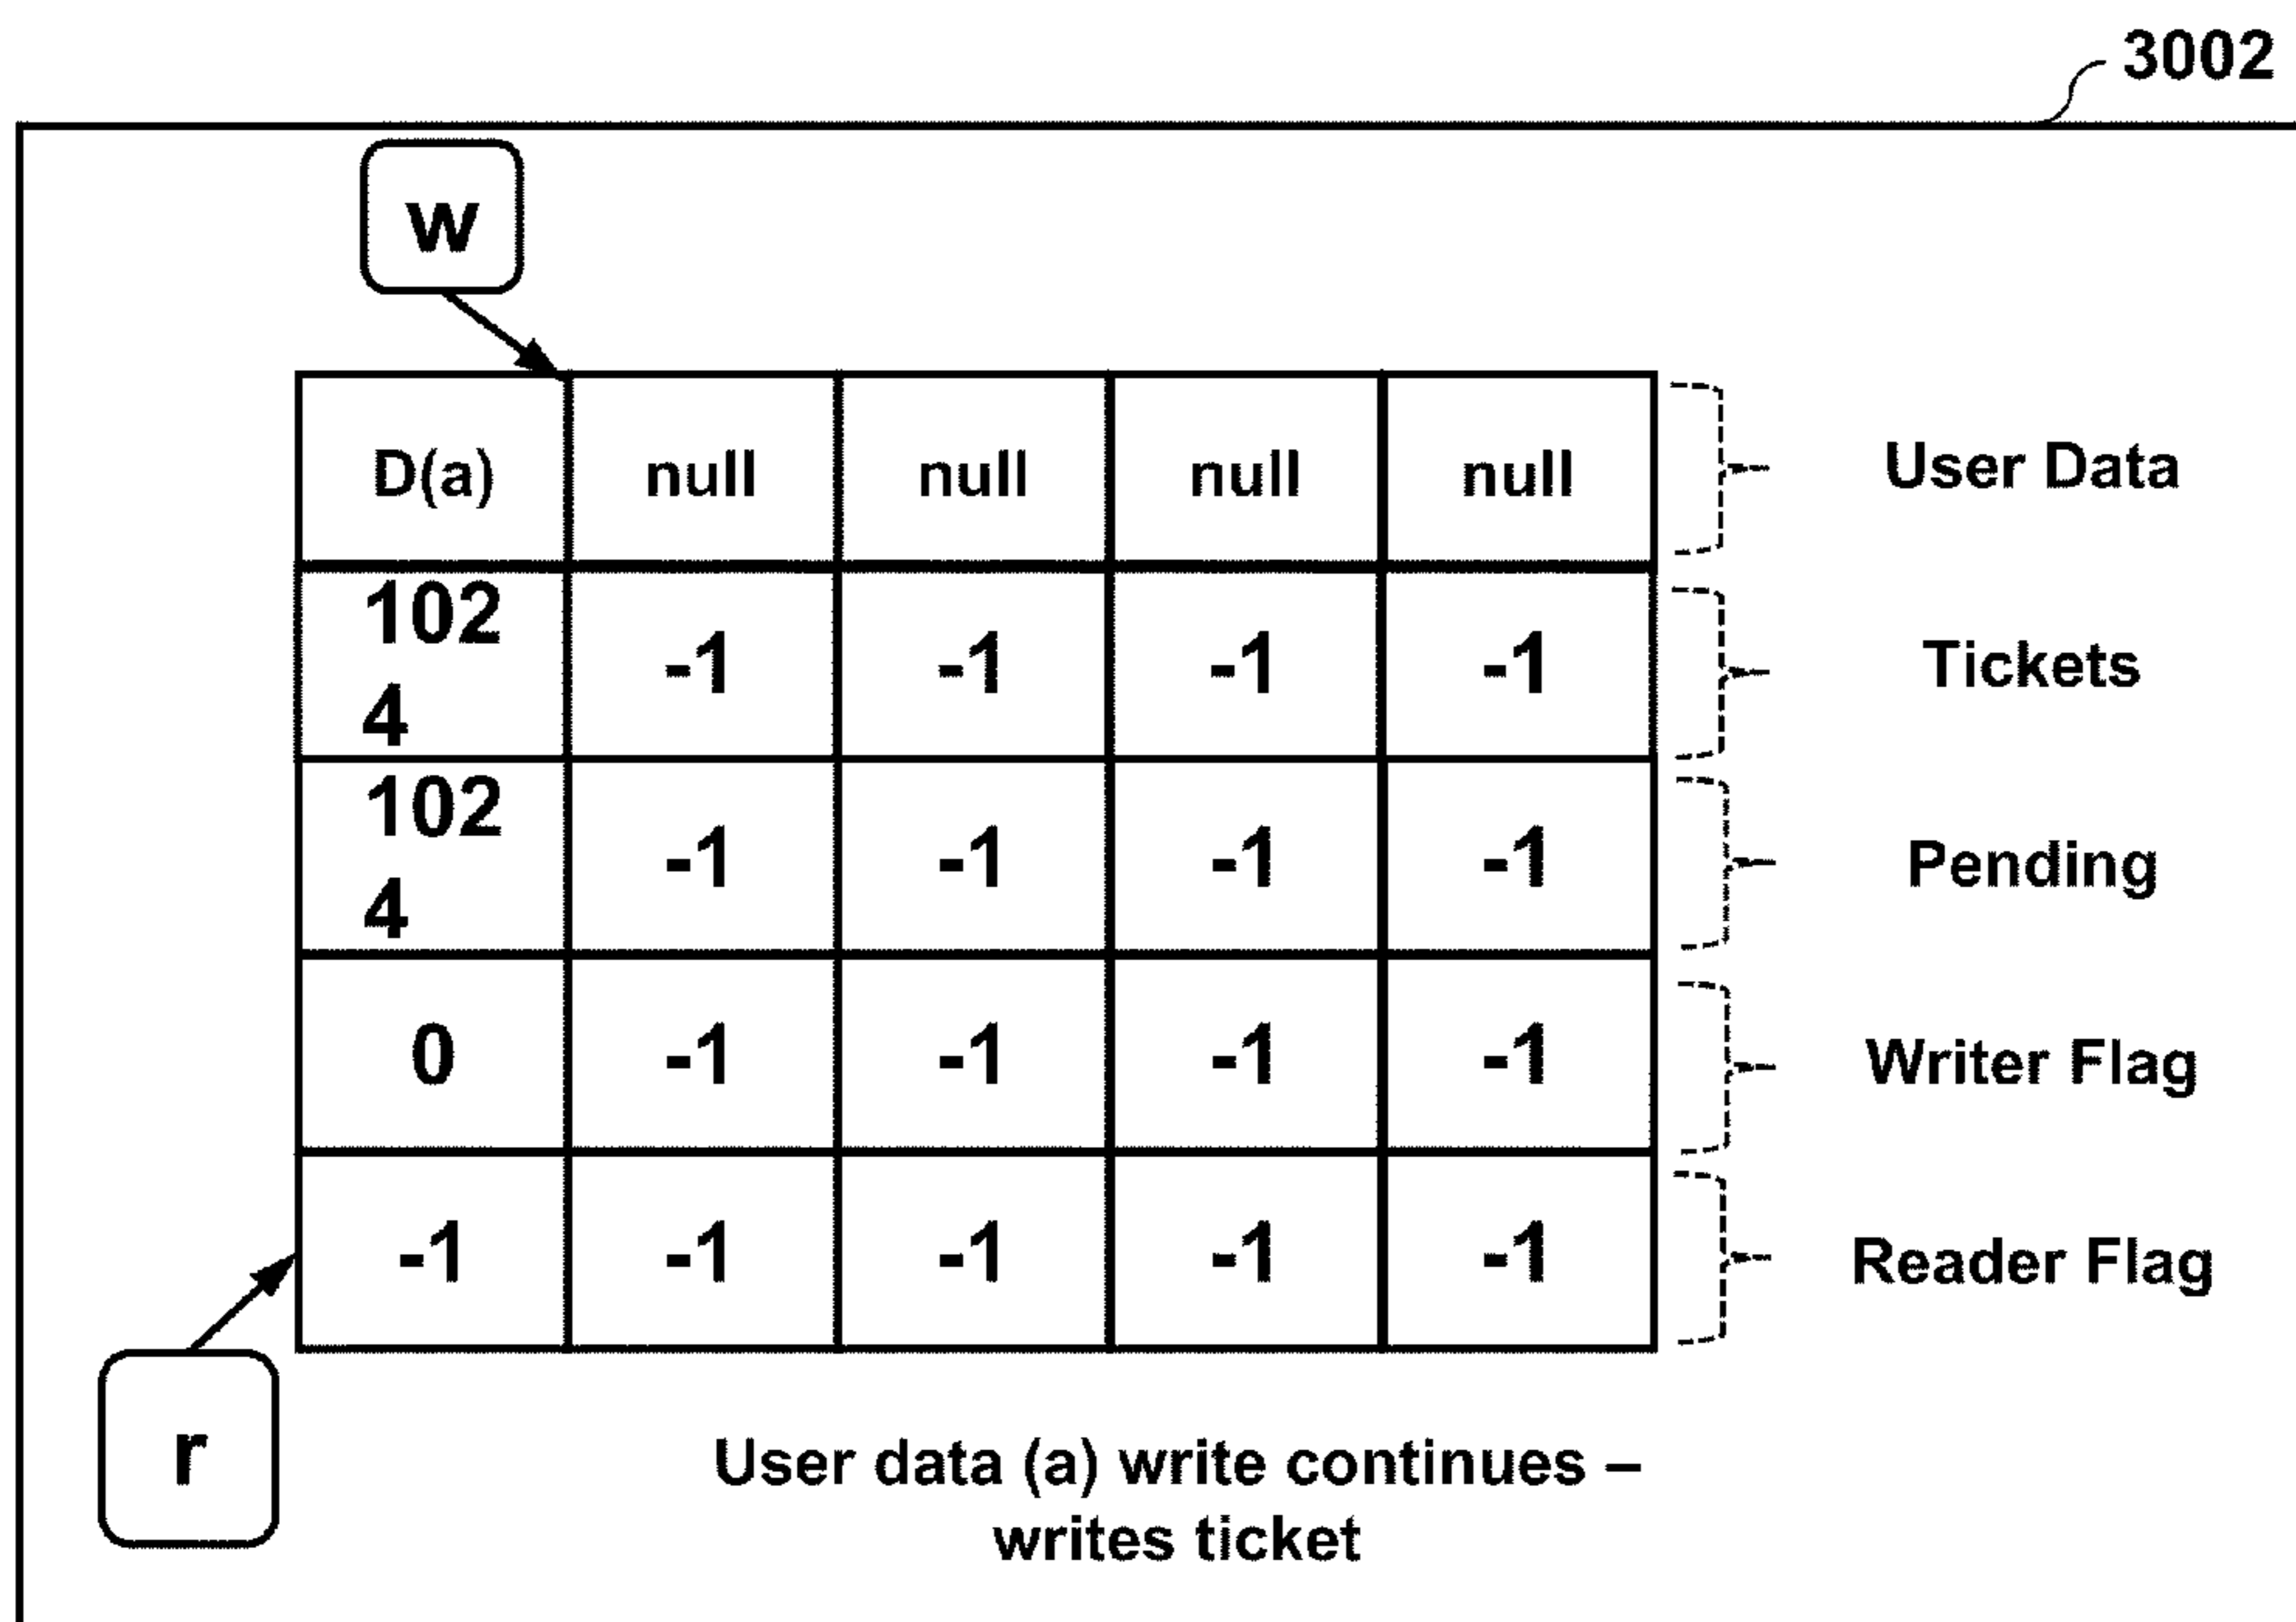 3002
w
D(a) null null null null User Data
102
4 -1 -1 -1 -1 Tickets
102
4 -1 -1 -1 -1 Pending
0 -1 -1 -1 -1 Writer Flag
-1 -1 -1 -1 -1 Reader Flag
r
User data (a) write continues –
writes ticket